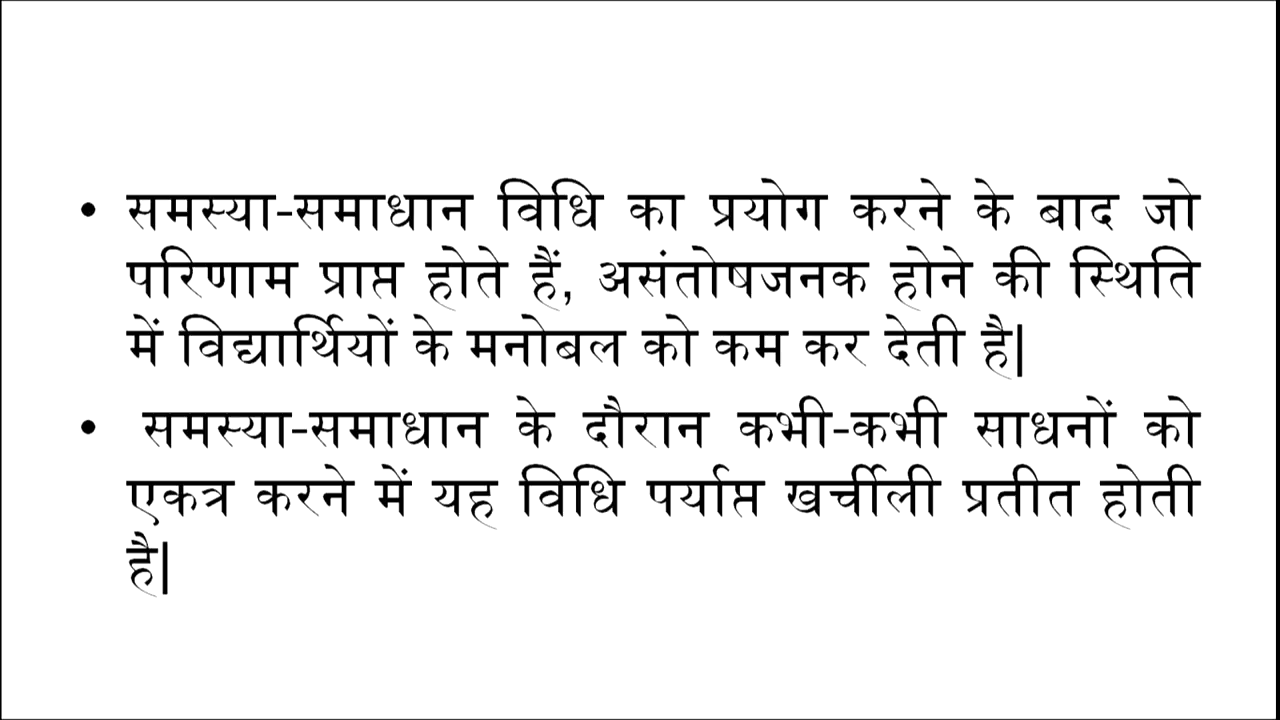 • समस्या-समाधान विधि का प्रयोग करने के बाद जो
परिणाम प्राप्त होते हैं, असंतोषजनक होने की स्थिति
में विद्यार्थियों के मनोबल को कम कर देती है|
• समस्या-समाधान के दौरान कभी-कभी साधनों को
एकत्र करने में यह विधि पर्याप्त खर्चीली प्रतीत होती
है|